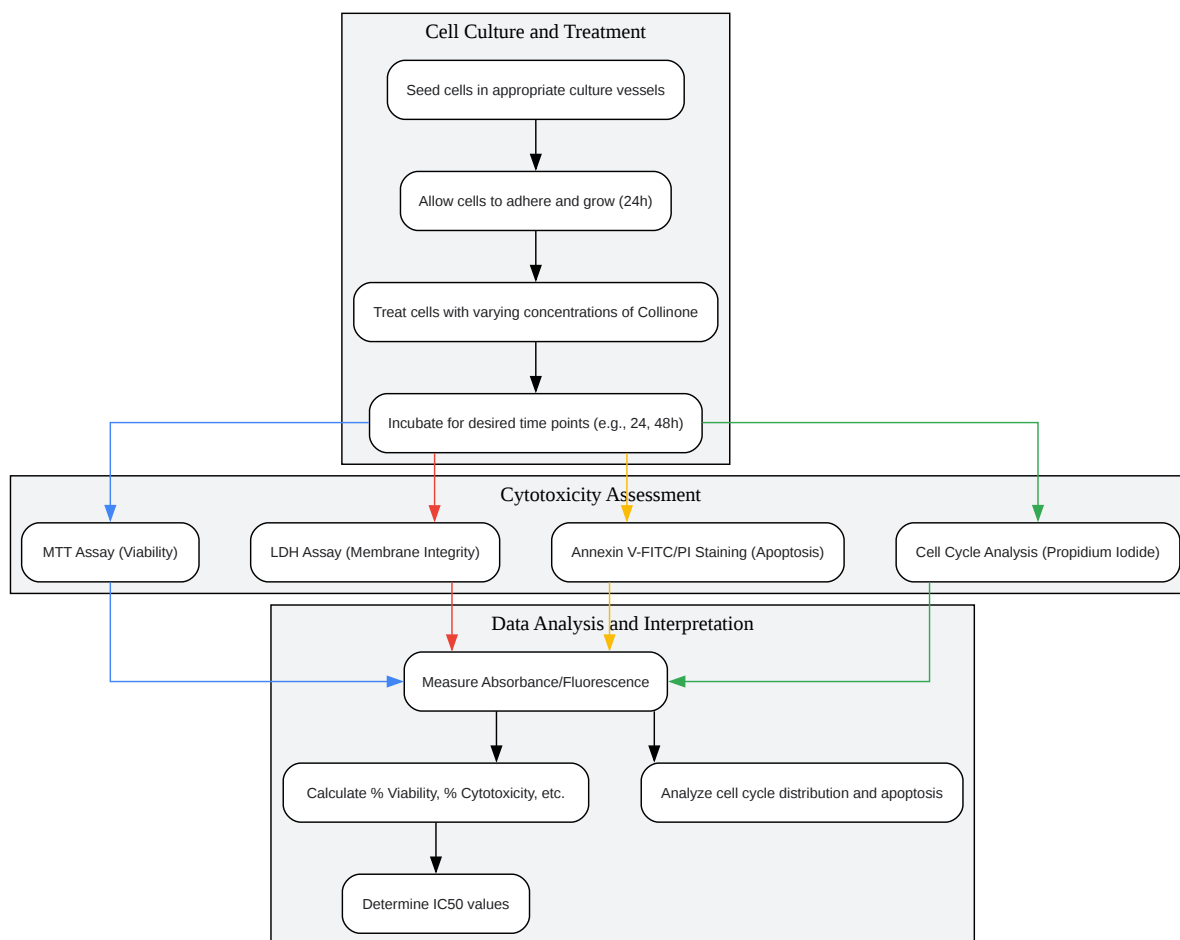 Cell Culture and Treatment
Seed cells in appropriate culture vessels
Allow cells to adhere and grow (24h)
Treat cells with varying concentrations of Collinone
Incubate for desired time points (e.g., 24, 48h)
Cytotoxicity Assessment
MTT Assay (Viability)
LDH Assay (Membrane Integrity)
Annexin V-FITC/PI Staining (Apoptosis)
Cell Cycle Analysis (Propidium Iodide)
Data Analysis and Interpretation
Measure Absorbance/Fluorescence
Calculate % Viability, % Cytotoxicity, etc.
Analyze cell cycle distribution and apoptosis
Determine IC50 values